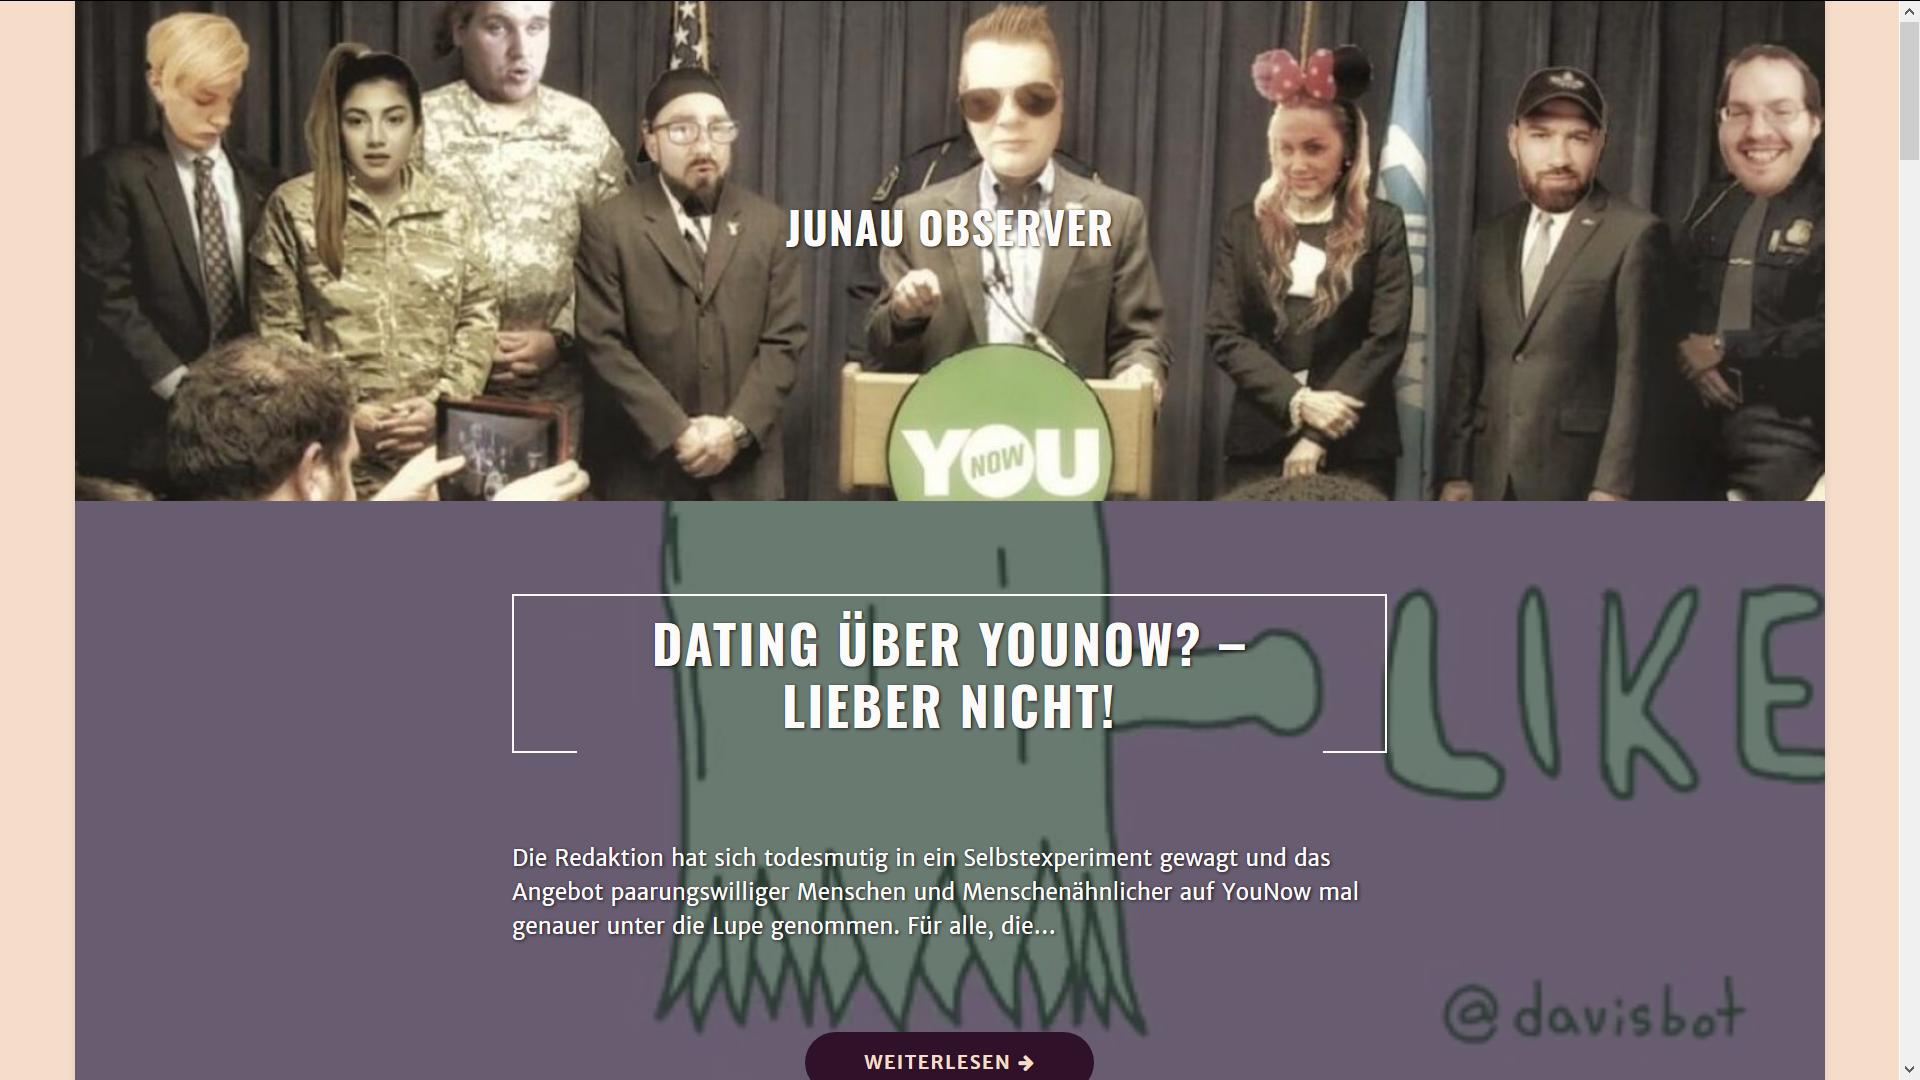 JUNAU OBSERVER
YOU
NOW
LIKE
DATING ÜBER YOUNOW? –
LIEBER NICHT!
Die Redaktion hat sich todesmutig in ein Selbstexperiment gewagt und das
Angebot paarungswilliger Menschen und Menschenähnlicher auf YouNow mal
genauer unter die Lupe genommen. Für alle, die…
@davisbot
WEITERLESEN